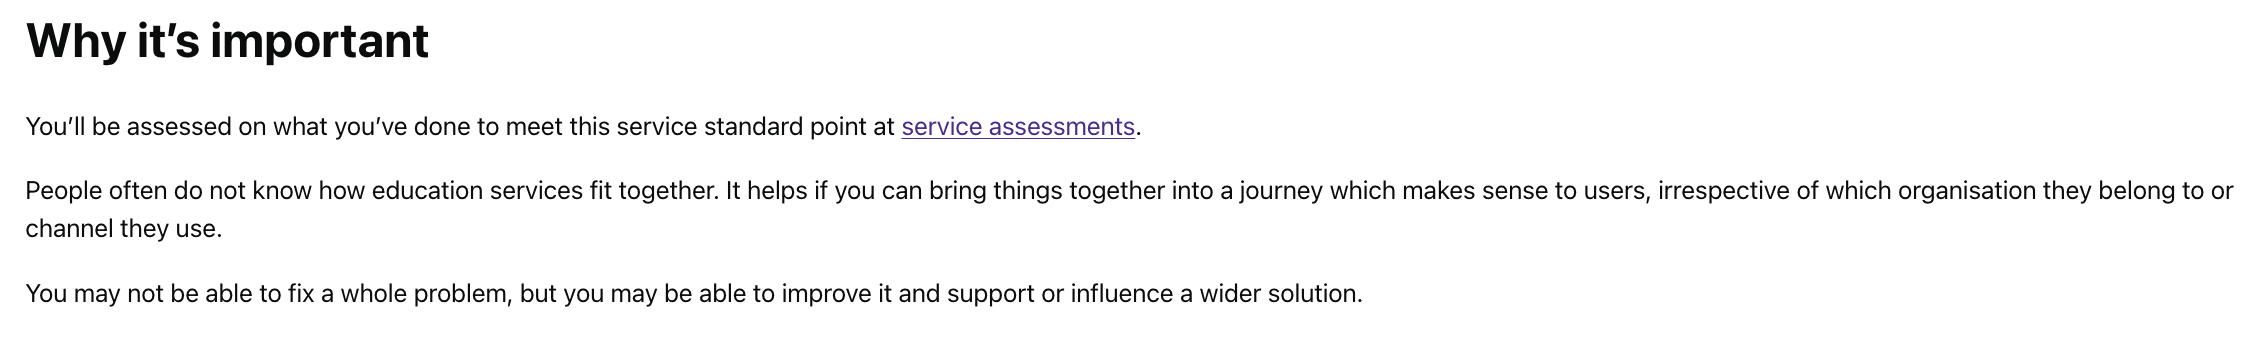 Why it’s important
You’ll be assessed on what you’ve done to meet this service standard point at service assessments.
People often do not know how education services fit together. It helps if you can bring things together into a journey which makes sense to users, irrespective of which organisation they belong to or
channel they use.
You may not be able to fix a whole problem, but you may be able to improve it and support or influence a wider solution.